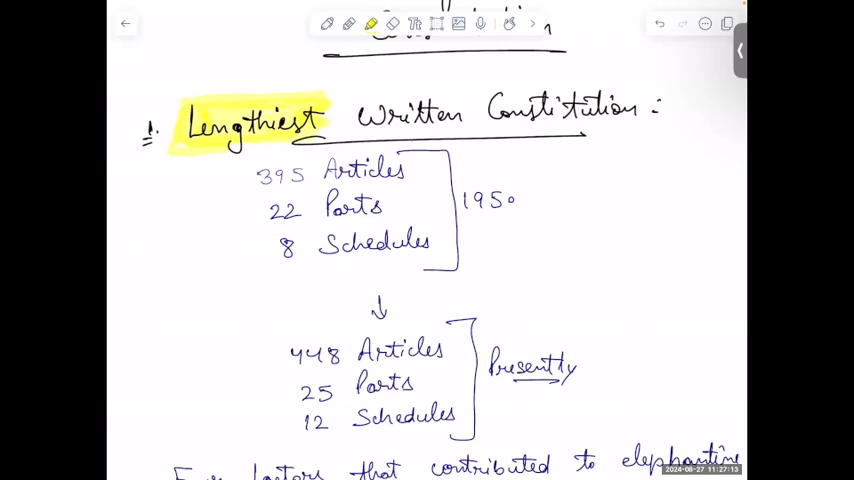 1. Lengthiest Written Constitution :
395 Articles
22 Parts
8 Schedules
1950
↓
448 Articles
25 Parts
12 Schedules
Presently
factors that contributed to elephantine
2024-08-27 11:27:13